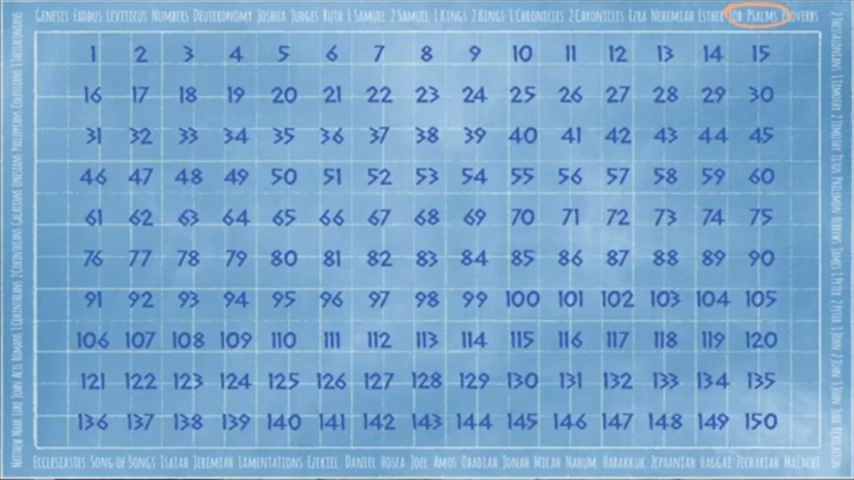 Genesis Exodus Leviticus Numbers Deuteronomy Joshua Judges Ruth 1 Samuel 2 Samuel 1 Kings 2 Kings 1 Chronicles 2 Chronicles Ezra Nehemiah Esther Job Psalms Proverbs
1 2 3 4 5 6 7 8 9 10 11 12 13 14 15
16 17 18 19 20 21 22 23 24 25 26 27 28 29 30
31 32 33 34 35 36 37 38 39 40 41 42 43 44 45
46 47 48 49 50 51 52 53 54 55 56 57 58 59 60
61 62 63 64 65 66 67 68 69 70 71 72 73 74 75
76 77 78 79 80 81 82 83 84 85 86 87 88 89 90
91 92 93 94 95 96 97 98 99 100 101 102 103 104 105
106 107 108 109 110 111 112 113 114 115 116 117 118 119 120
121 122 123 124 125 126 127 128 129 130 131 132 133 134 135
136 137 138 139 140 141 142 143 144 145 146 147 148 149 150
Ecclesiastes Song of Songs Isaiah Jeremiah Lamentations Ezekiel Daniel Hosea Joel Amos Obadiah Jonah Micah Nahum Habakkuk Zephaniah Haggai Zechariah Malachi
Matthew Mark Luke John Acts Romans 1 Corinthians 2 Corinthians Galatians Ephesians Philippians Colossians 1 Thessalonians
2 Thessalonians 1 Timothy 2 Timothy Titus Philemon Hebrews James 1 Peter 2 Peter 1 John 2 John 3 John Jude Revelation